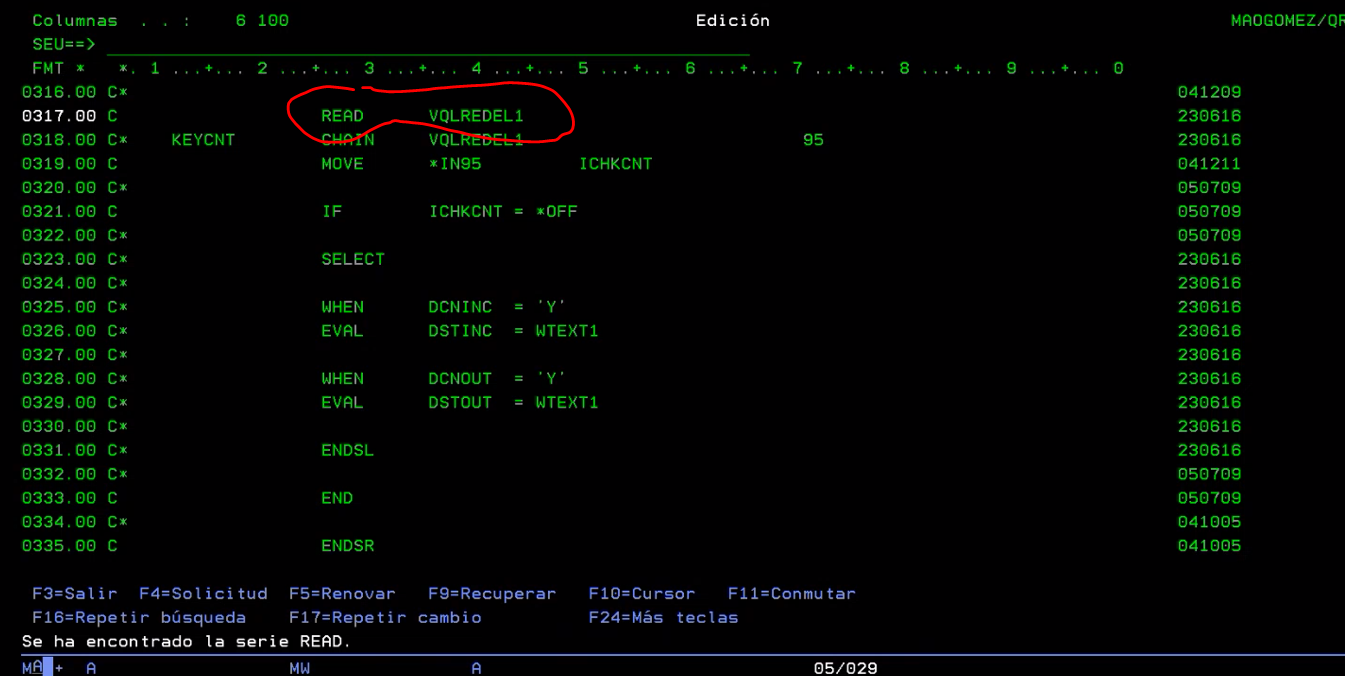 Columnas . . : 6 100 Edición MAOGOMEZ/QR
SEU==>
FMT * *. 1 ...+... 2 ...+... 3 ...+... 4 ...+... 5 ...+... 6 ...+... 7 ...+... 8 ...+... 9 ...+... 0
0316.00 C* 041209
0317.00 C READ VQLREDEL1 230616
0318.00 C* KEYCNT CHAIN VQLREDEL1 95 230616
0319.00 C MOVE *IN95 ICHKCNT 041211
0320.00 C* 050709
0321.00 C IF ICHKCNT = *OFF 050709
0322.00 C* 050709
0323.00 C* SELECT 230616
0324.00 C* 230616
0325.00 C* WHEN DCNINC = 'Y' 230616
0326.00 C* EVAL DSTINC = WTEXT1 230616
0327.00 C* 230616
0328.00 C* WHEN DCNOUT = 'Y' 230616
0329.00 C* EVAL DSTOUT = WTEXT1 230616
0330.00 C* 230616
0331.00 C* ENDSL 230616
0332.00 C* 050709
0333.00 C END 050709
0334.00 C* 041005
0335.00 C ENDSR 041005
F3=Salir F4=Solicitud F5=Renovar F9=Recuperar F10=Cursor F11=Conmutar
F16=Repetir búsqueda F17=Repetir cambio F24=Más teclas
Se ha encontrado la serie READ.
MA + A MW A 05/029